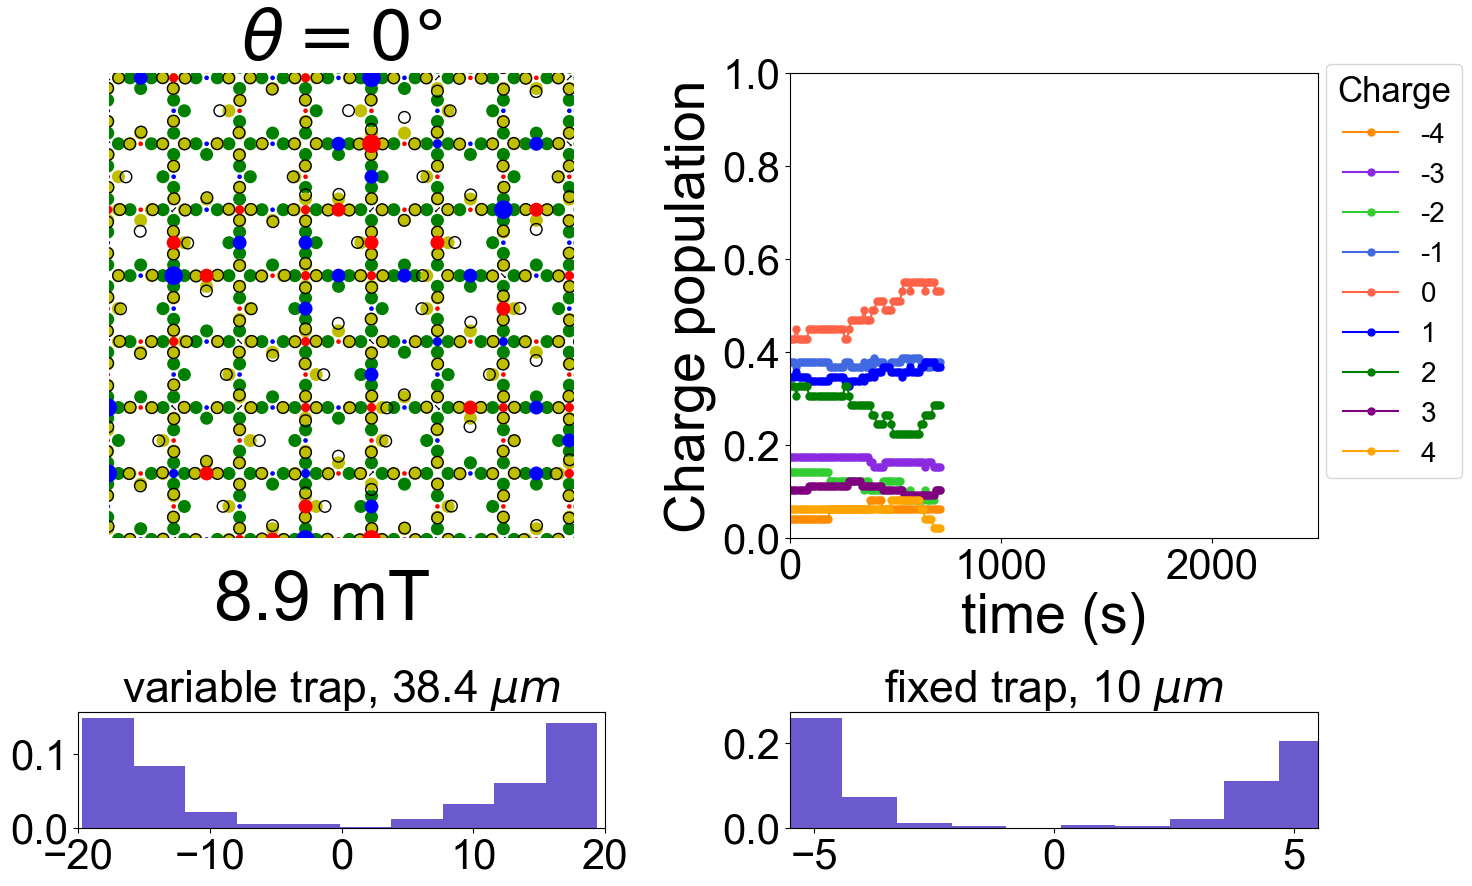 θ = 0°
8.9 mT
1.0
0.8
0.6
0.4
0.2
0.0
Charge population
0 1000 2000
time (s)
Charge
-4
-3
-2
-1
0
1
2
3
4
variable trap, 38.4 μm
0.1
0.0
−20 −10 0 10 20
fixed trap, 10 μm
0.2
0.0
−5 0 5